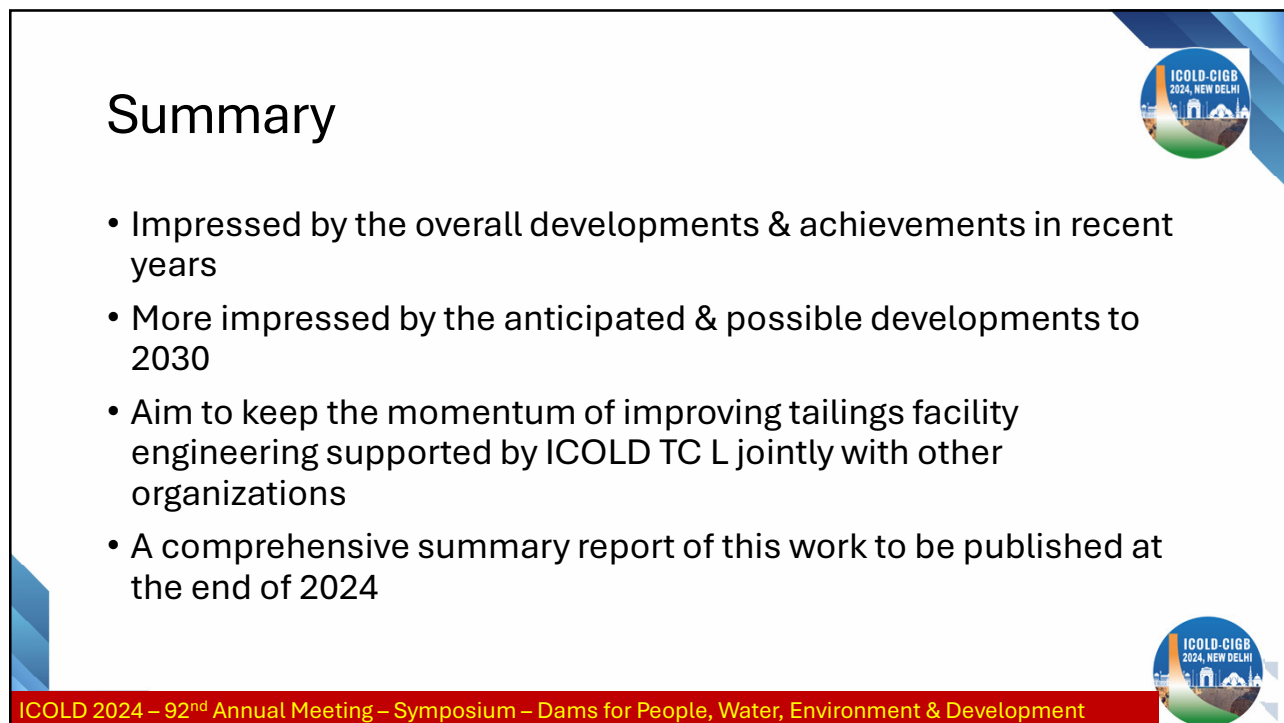 ICOLD-CIGB
2024, NEW DELHI
Summary
• Impressed by the overall developments & achievements in recent
years
• More impressed by the anticipated & possible developments to
2030
• Aim to keep the momentum of improving tailings facility
engineering supported by ICOLD TC L jointly with other
organizations
• A comprehensive summary report of this work to be published at
the end of 2024
ICOLD-CIGB
2024, NEW DELHI
ICOLD 2024 – 92nd Annual Meeting – Symposium – Dams for People, Water, Environment & Development